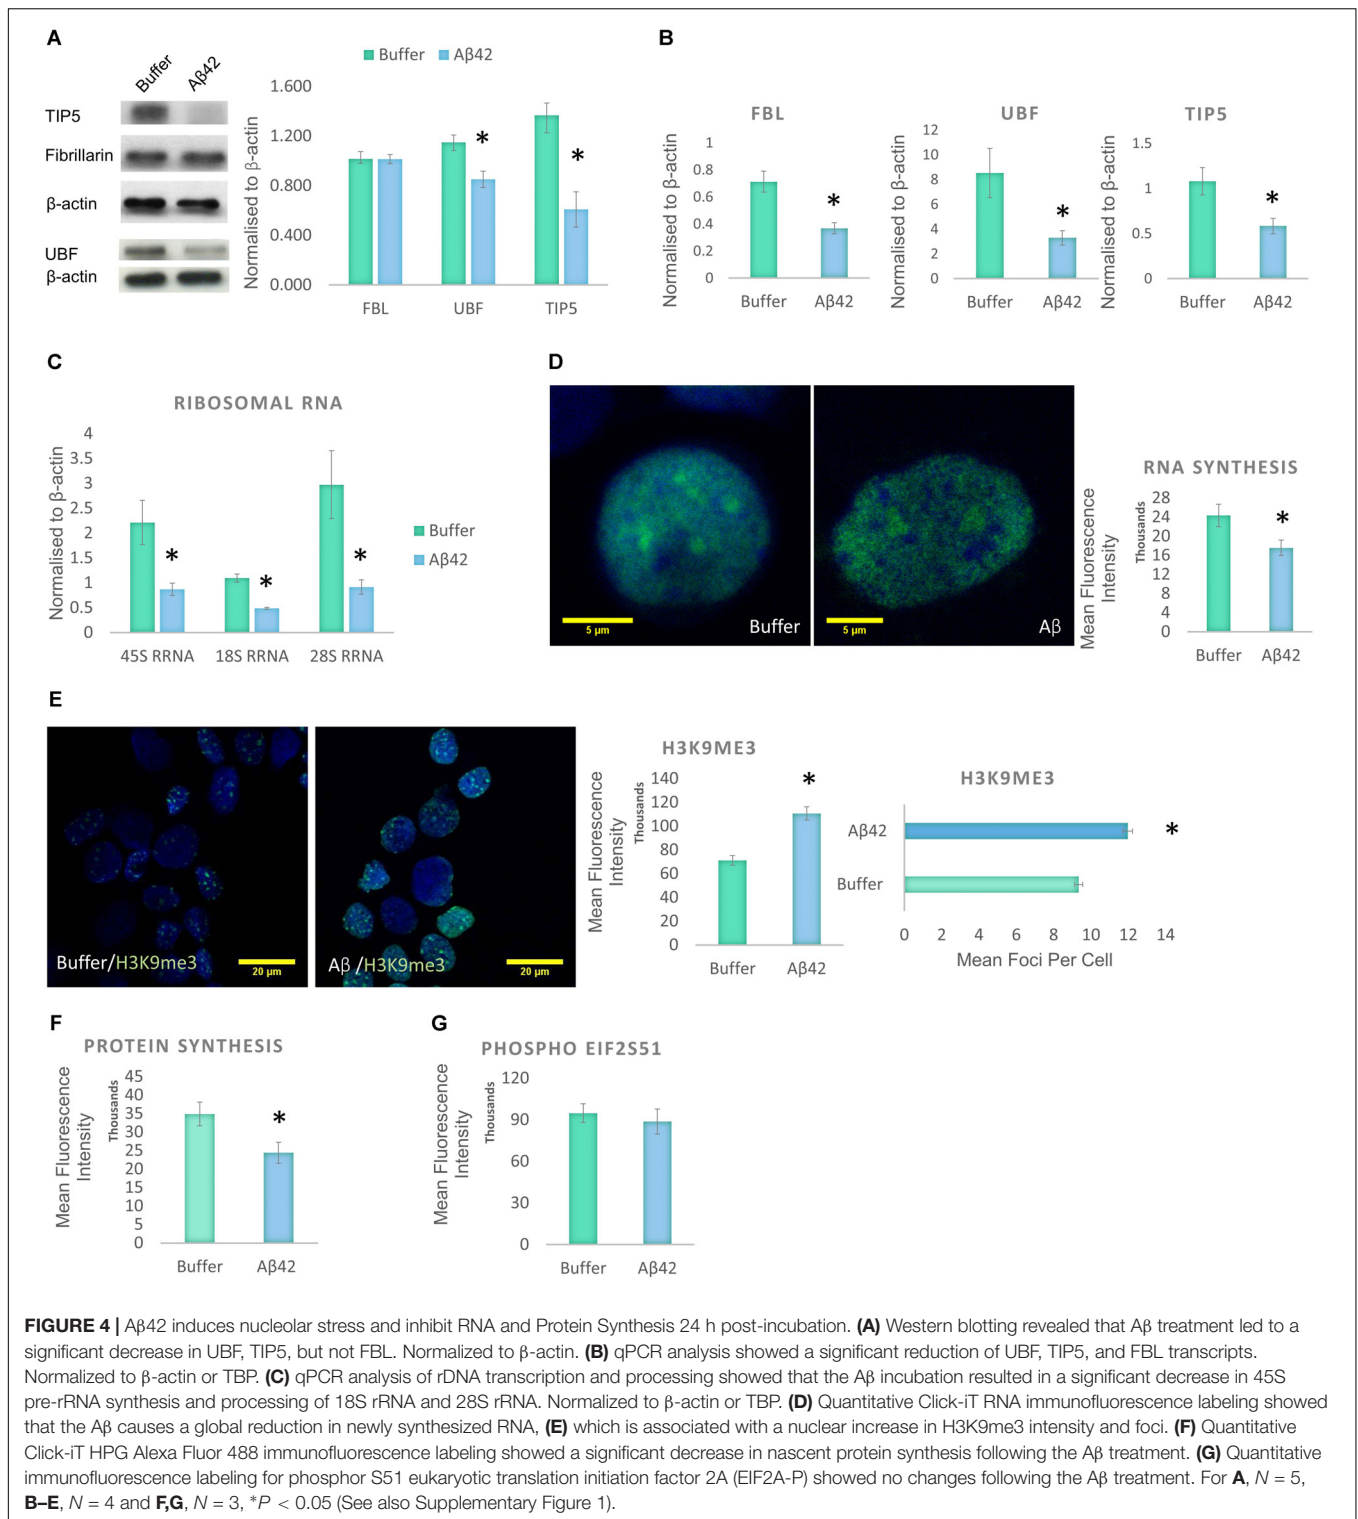 A
Buffer
Aβ42
TIP5
Fibrillarin
β-actin
UBF
β-actin
Buffer Aβ42
Normalised to β-actin
1.600
1.200
0.800
0.400
0.000
*
*
FBL UBF TIP5
B
FBL
Normalised to β-actin
1
0.8
0.6
0.4
0.2
0
*
Buffer Aβ42
UBF
Normalised to β-actin
12
10
8
6
4
2
0
*
Buffer Aβ42
TIP5
Normalised to β-actin
1.5
1
0.5
0
*
Buffer Aβ42
C
RIBOSOMAL RNA
Normalised to β-actin
4
3.5
3
2.5
2
1.5
1
0.5
0
*
*
*
45S RRNA 18S RRNA 28S RRNA
Buffer
Aβ42
D
5 µm
Buffer
5 µm
Aβ
RNA SYNTHESIS
Mean Fluorescence
Intensity
Thousands
28
24
20
16
12
8
4
0
*
Buffer Aβ42
E
Buffer/H3K9me3
20 µm
Aβ /H3K9me3
20 µm
H3K9ME3
Mean Fluorescence
Intensity
Thousands
140
120
100
80
60
40
20
0
*
Buffer Aβ42
H3K9ME3
Aβ42
*
Buffer
0 2 4 6 8 10 12 14
Mean Foci Per Cell
F
PROTEIN SYNTHESIS
Mean Fluorescence
Intensity
Thousands
45
40
35
30
25
20
15
10
5
0
*
Buffer Aβ42
G
PHOSPHO EIF2S51
Mean Fluorescence
Intensity
Thousands
120
90
60
30
0
Buffer Aβ42
FIGURE 4 | Aβ42 induces nucleolar stress and inhibit RNA and Protein Synthesis 24 h post-incubation. (A) Western blotting revealed that Aβ treatment led to a
significant decrease in UBF, TIP5, but not FBL. Normalized to β-actin. (B) qPCR analysis showed a significant reduction of UBF, TIP5, and FBL transcripts.
Normalized to β-actin or TBP. (C) qPCR analysis of rDNA transcription and processing showed that the Aβ incubation resulted in a significant decrease in 45S
pre-rRNA synthesis and processing of 18S rRNA and 28S rRNA. Normalized to β-actin or TBP. (D) Quantitative Click-iT RNA immunofluorescence labeling showed
that the Aβ causes a global reduction in newly synthesized RNA, (E) which is associated with a nuclear increase in H3K9me3 intensity and foci. (F) Quantitative
Click-iT HPG Alexa Fluor 488 immunofluorescence labeling showed a significant decrease in nascent protein synthesis following the Aβ treatment. (G) Quantitative
immunofluorescence labeling for phosphor S51 eukaryotic translation initiation factor 2A (EIF2A-P) showed no changes following the Aβ treatment. For A, N = 5,
B–E, N = 4 and F,G, N = 3, *P < 0.05 (See also Supplementary Figure 1).